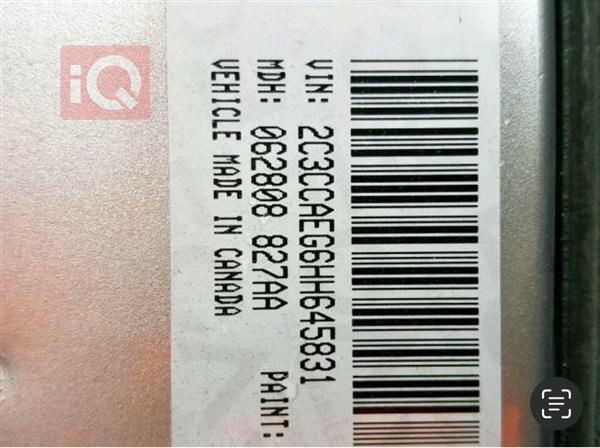 iQ
VIN: 2C3CCAEG6HH645831
MDH: 062808 827AA PAINT:
VEHICLE MADE IN CANADA